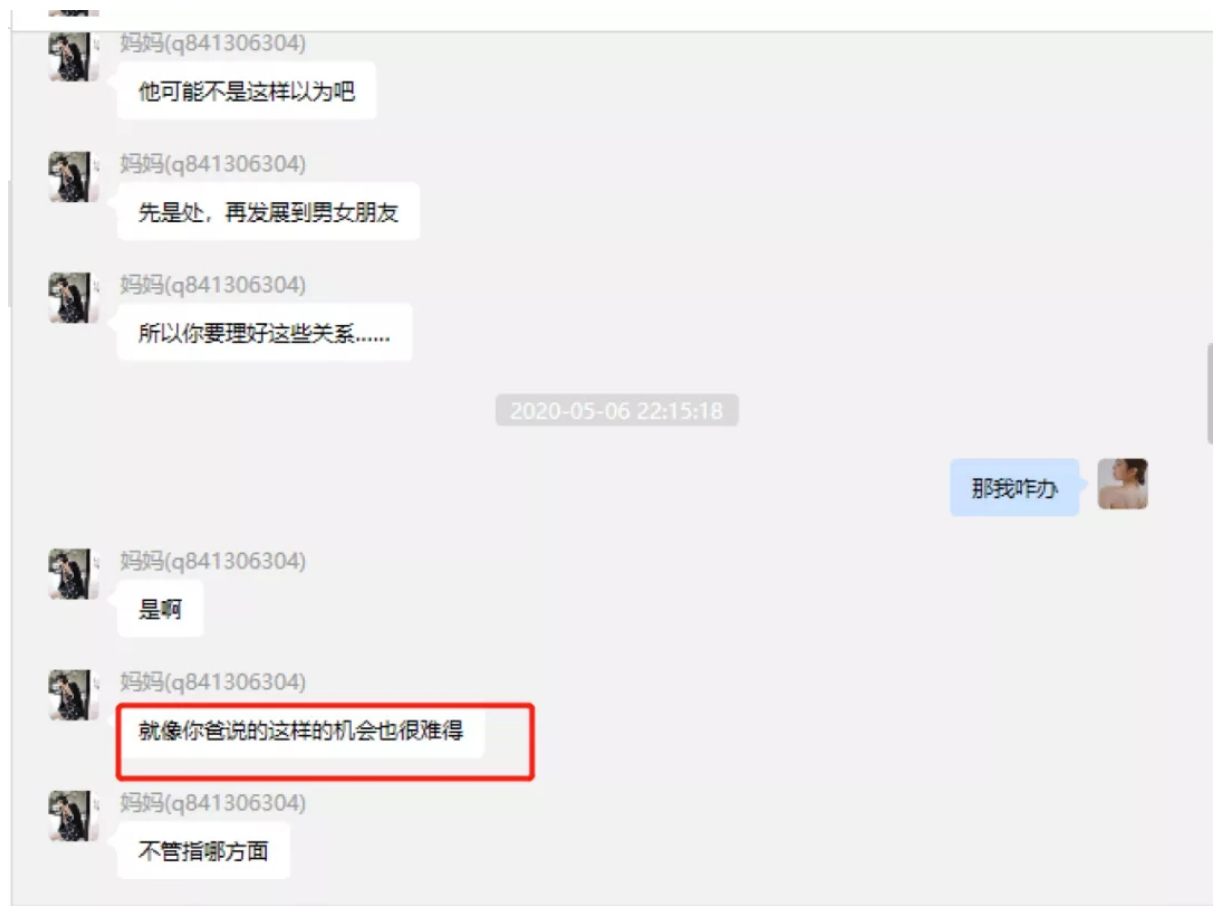 妈妈(q841306304)
他可能不是这样以为吧
妈妈(q841306304)
先是处，再发展到男女朋友
妈妈(q841306304)
所以你要理好这些关系......
2020-05-06 22:15:18
那我咋办
妈妈(q841306304)
是啊
妈妈(q841306304)
就像你爸说的这样的机会也很难得
妈妈(q841306304)
不管指哪方面